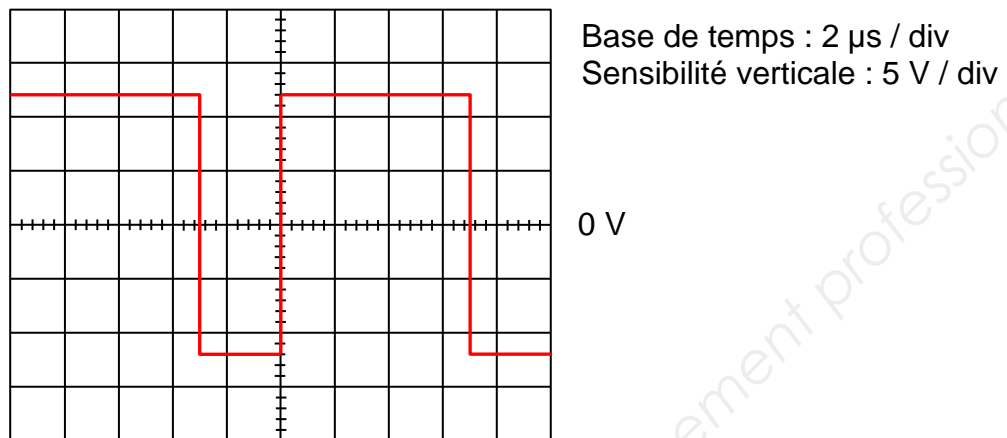 Base de temps : 2 µs / div
Sensibilité verticale : 5 V / div
0 V